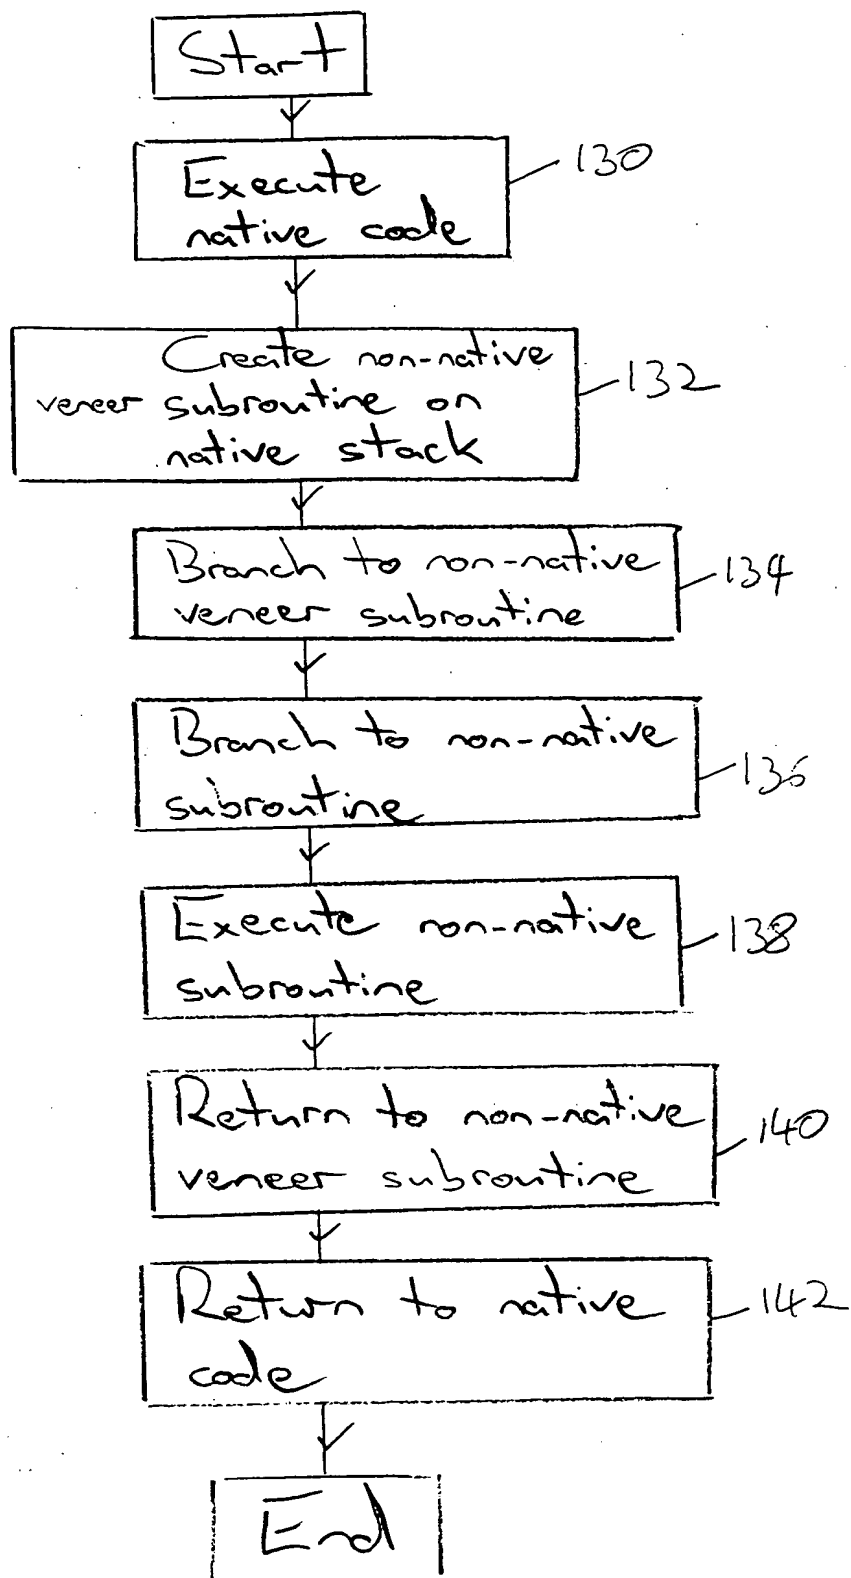 Start
Execute
native code
130
Create non-native
veneer subroutine on
native stack
132
Branch to non-native
veneer subroutine
134
Branch to non-native
subroutine
136
Execute non-native
subroutine
138
Return to non-native
veneer subroutine
140
Return to native
code
142
End